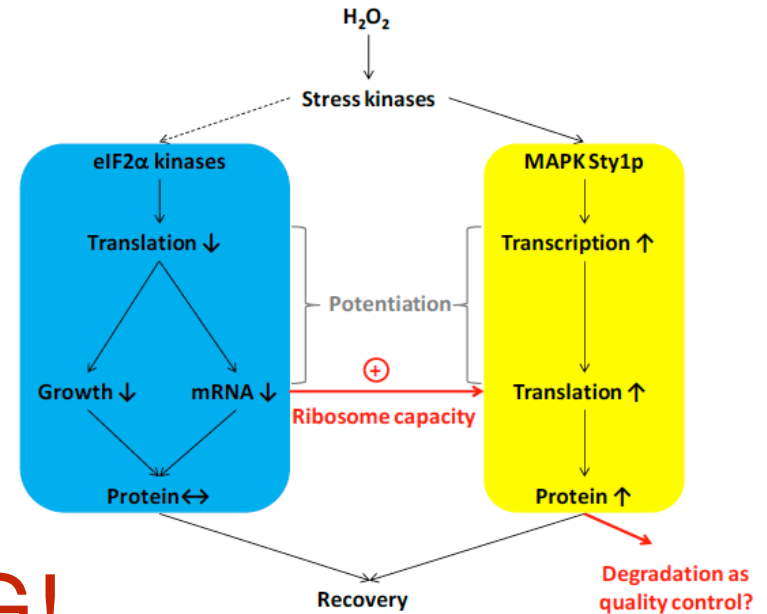 H₂O₂
Stress kinases
eIF2α kinases
MAPK Sty1p
Translation ↓
Transcription ↑
Potentiation
Growth ↓
mRNA ↓
+
Ribosome capacity
Translation ↑
Protein ↔
Protein ↑
G!
Recovery
Degradation as
quality control?